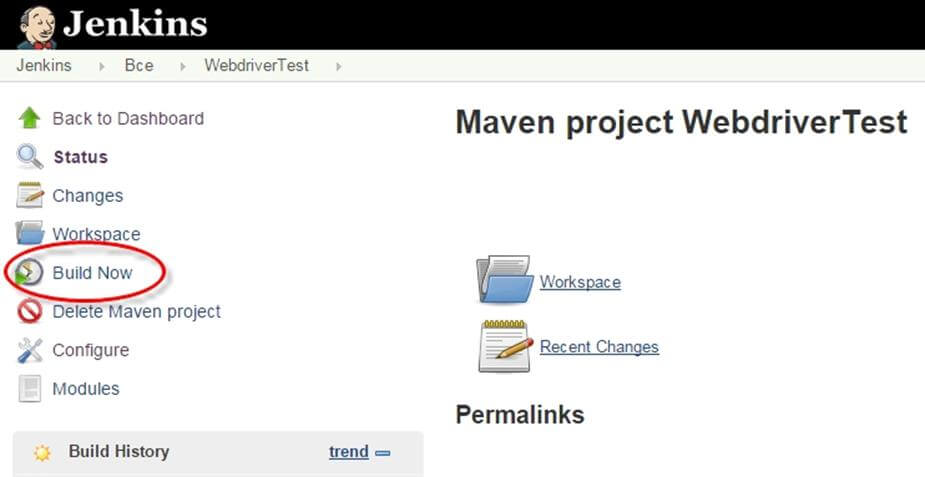 Jenkins
Jenkins Все WebdriverTest
Back to Dashboard
Status
Changes
Workspace
Build Now
Delete Maven project
Configure
Modules
Build History trend
Maven project WebdriverTest
Workspace
Recent Changes
Permalinks